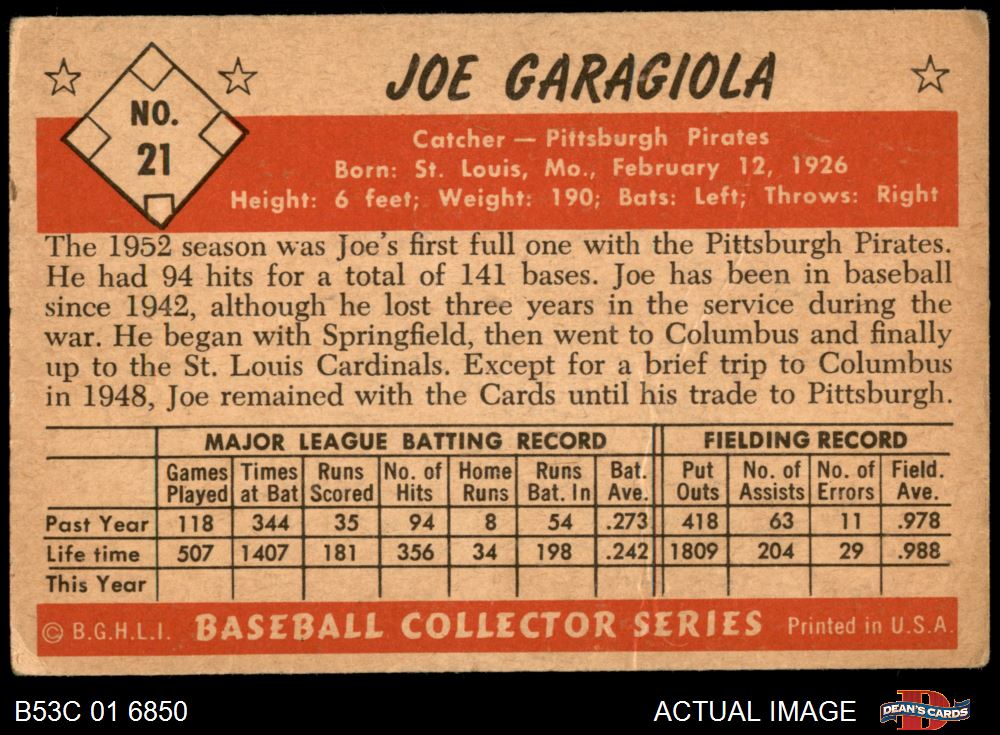 JOE GARAGIOLA
NO.
21
Catcher — Pittsburgh Pirates
Born: St. Louis, Mo., February 12, 1926
Height: 6 feet; Weight: 190; Bats: Left; Throws: Right
The 1952 season was Joe's first full one with the Pittsburgh Pirates.
He had 94 hits for a total of 141 bases. Joe has been in baseball
since 1942, although he lost three years in the service during the
war. He began with Springfield, then went to Columbus and finally
up to the St. Louis Cardinals. Except for a brief trip to Columbus
in 1948, Joe remained with the Cards until his trade to Pittsburgh.
MAJOR LEAGUE BATTING RECORD FIELDING RECORD
Games Times Runs No. of Home Runs Bat. Put No. of No. of Field.
Played at Bat Scored Hits Runs Bat. In Ave. Outs Assists Errors Ave.
Past Year 118 344 35 94 8 54 .273 418 63 11 .978
Life time 507 1407 181 356 34 198 .242 1809 204 29 .988
This Year
© B.G.H.L.I. BASEBALL COLLECTOR SERIES Printed in U.S.A.
B53C 01 6850 ACTUAL IMAGE D DEAN'S CARDS